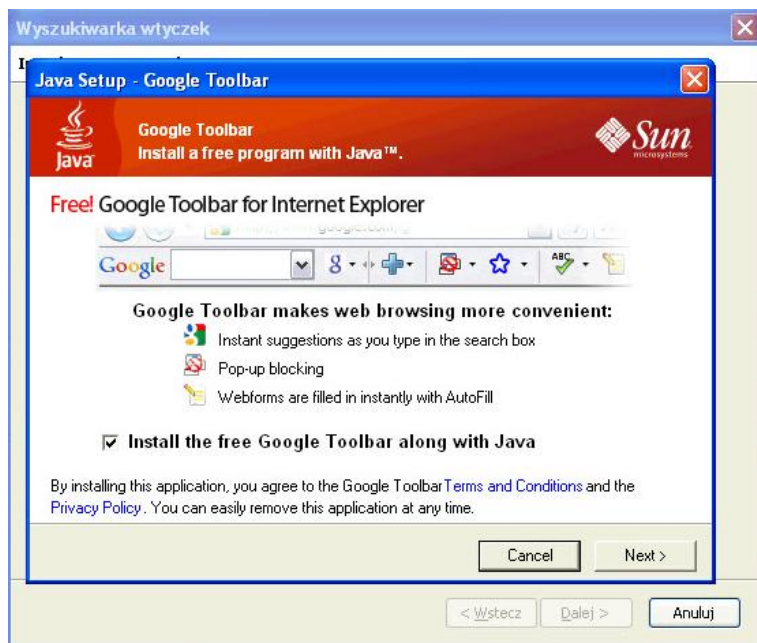 Wyszukiwarka wtyczek
Java Setup - Google Toolbar
Java
Google Toolbar
Install a free program with Java™.
Sun
microsystems
Free! Google Toolbar for Internet Explorer
Google
ABC
Google Toolbar makes web browsing more convenient:
Instant suggestions as you type in the search box
Pop-up blocking
Webforms are filled in instantly with AutoFill
Install the free Google Toolbar along with Java
By installing this application, you agree to the Google Toolbar Terms and Conditions and the
Privacy Policy. You can easily remove this application at any time.
Cancel
Next >
< Wstecz
Dalej >
Anuluj